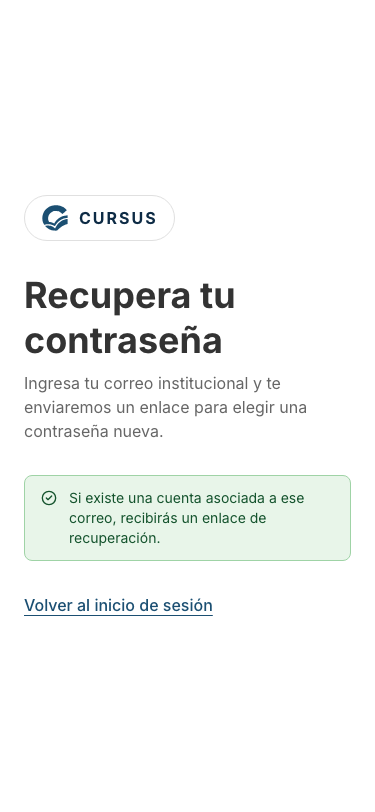 CURSUS
Recupera tu
contraseña
Ingresa tu correo institucional y te
enviaremos un enlace para elegir una
contraseña nueva.
Si existe una cuenta asociada a ese
correo, recibirás un enlace de
recuperación.
Volver al inicio de sesión